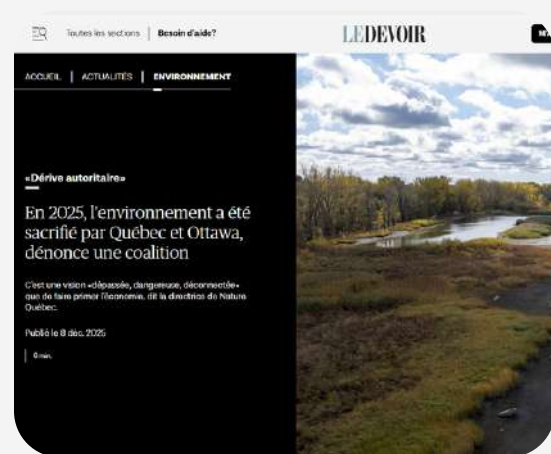 Toutes les sections
Besoin d'aide?
LE DEVOIR
ACCUEIL
ACTUALITÉS
ENVIRONNEMENT
«Dérive autoritaire»
En 2025, l'environnement a été
sacrifié par Québec et Ottawa,
dénonce une coalition
C'est une vision «dépassée, dangereuse, déconnectée»
que de faire primer l'économie, dit la directrice de Nature
Québec.
Publié le 8 déc. 2025